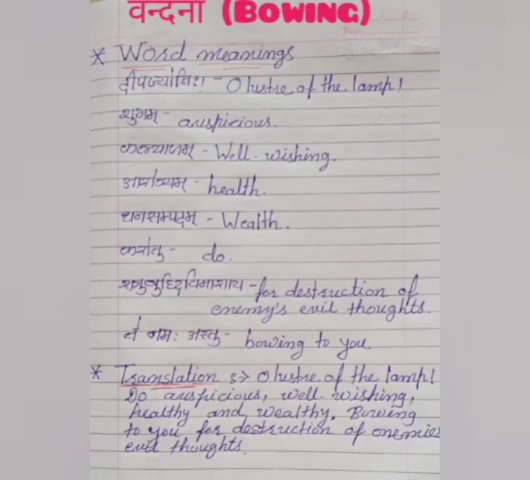 वन्दना (BOWING)
* Word meanings
दीपज्योतिः! - O lustre of the lamp!
शुभम् - auspicious.
कल्याणम् - Well-wishing.
आरोग्यम् - health.
धनसम्पदम् - Wealth.
करोतु - do.
शत्रुबुद्धिविनाशाय - for destruction of
enemy's evil thoughts.
ते नमः अस्तु - bowing to you.
* Translation :-> O lustre of the lamp!
Do auspicious, well wishing,
healthy and wealthy. Bowing
to you for destruction of enemies
evil thoughts.